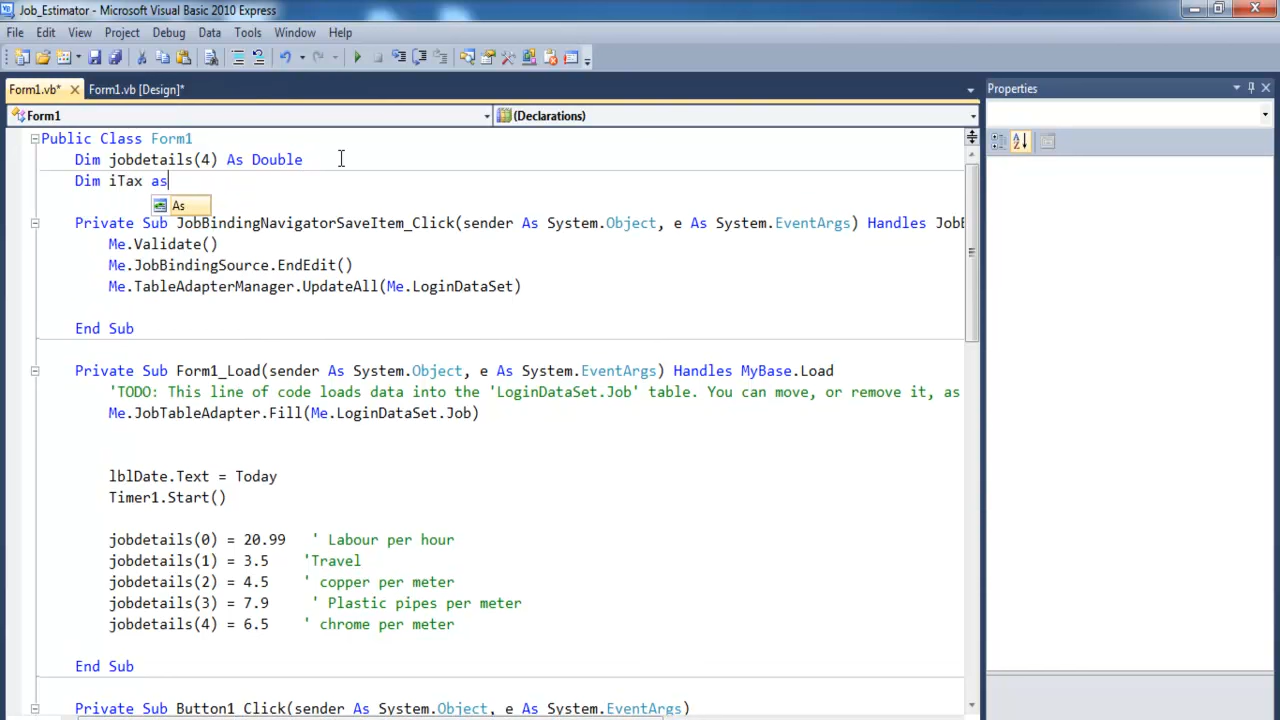 Job_Estimator - Microsoft Visual Basic 2010 Express
File Edit View Project Debug Data Tools Window Help
Form1.vb* Form1.vb [Design]* Properties
Form1 (Declarations)
Public Class Form1
Dim jobdetails(4) As Double
Dim iTax as
As
Private Sub JobBindingNavigatorSaveItem_Click(sender As System.Object, e As System.EventArgs) Handles JobB
Me.Validate()
Me.JobBindingSource.EndEdit()
Me.TableAdapterManager.UpdateAll(Me.LoginDataSet)
End Sub
Private Sub Form1_Load(sender As System.Object, e As System.EventArgs) Handles MyBase.Load
'TODO: This line of code loads data into the 'LoginDataSet.Job' table. You can move, or remove it, as
Me.JobTableAdapter.Fill(Me.LoginDataSet.Job)
lblDate.Text = Today
Timer1.Start()
jobdetails(0) = 20.99 ' Labour per hour
jobdetails(1) = 3.5 'Travel
jobdetails(2) = 4.5 ' copper per meter
jobdetails(3) = 7.9 ' Plastic pipes per meter
jobdetails(4) = 6.5 ' chrome per meter
End Sub
Private Sub Button1_Click(sender As System.Object, e As System.EventArgs)